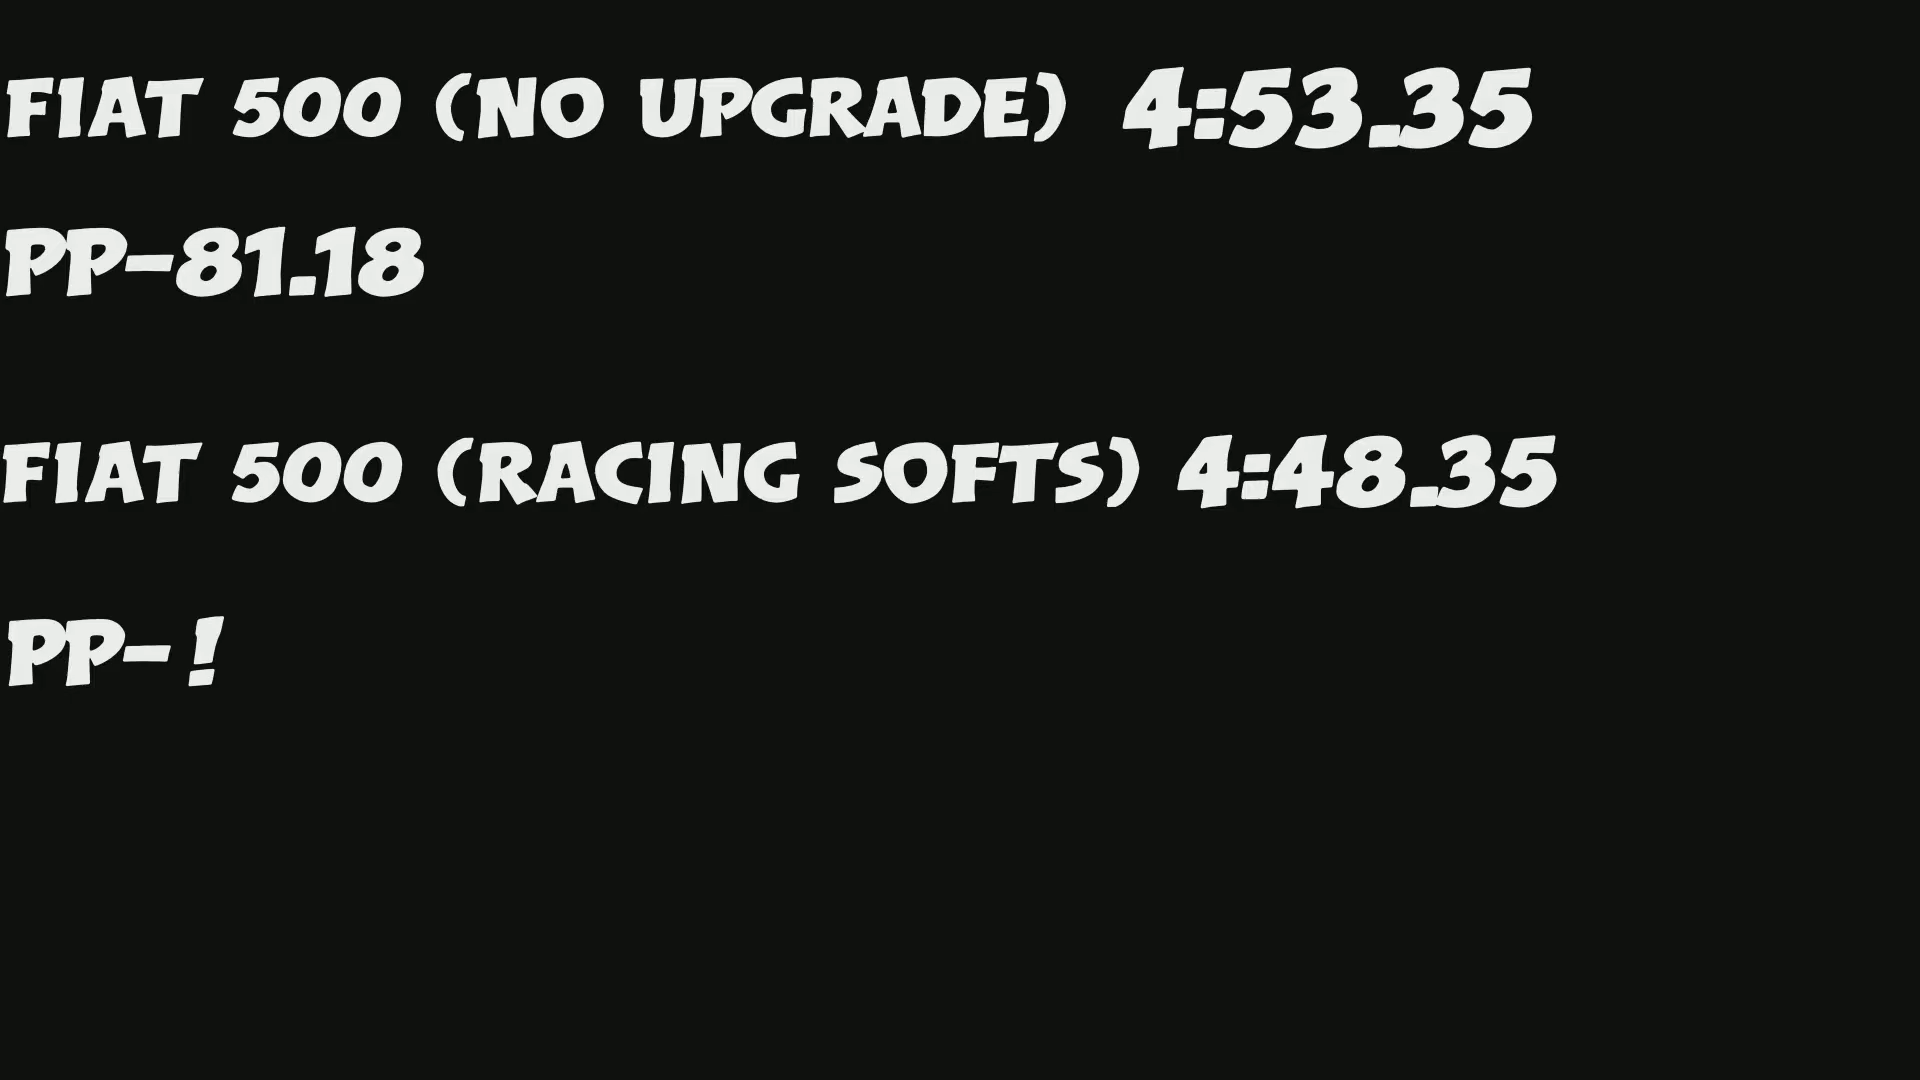 FIAT 500 (NO UPGRADE) 4:53.35
PP-81.18
FIAT 500 (RACING SOFTS) 4:48.35
PP- !